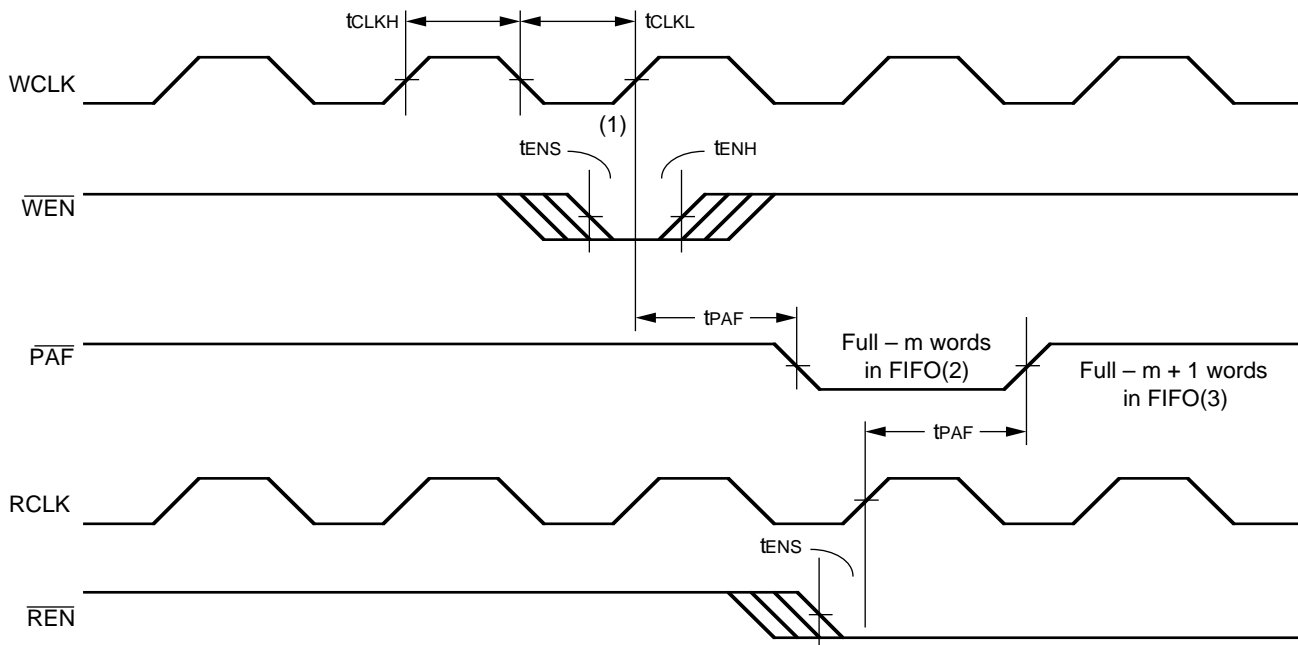 tCLKH
tCLKL
WCLK
(1)
tENS
tENH
WEN
tPAF
PAF
Full – m words
in FIFO(2)
Full – m + 1 words
in FIFO(3)
tPAF
RCLK
tENS
REN